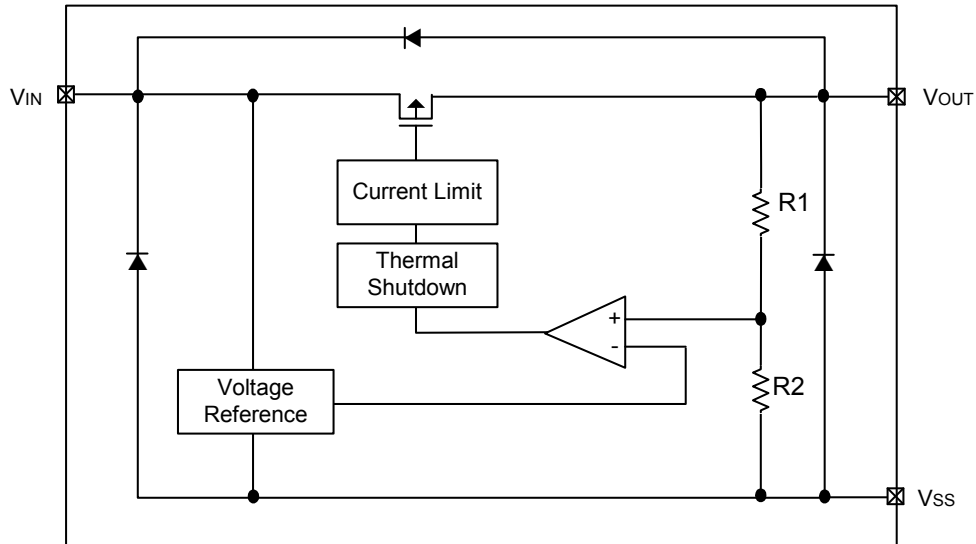 VIN
VOUT
Current Limit
R1
Thermal
Shutdown
+
-
R2
Voltage
Reference
VSS